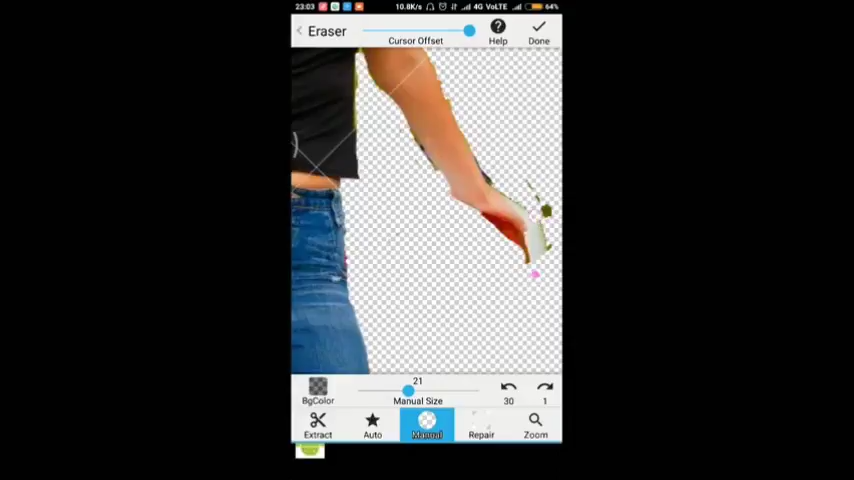 23:03 10.8K/s 4G VoLTE 64%
Eraser
Cursor Offset
Help
Done
21
BgColor
Manual Size
30
1
Extract
Auto
Manual
Repair
Zoom